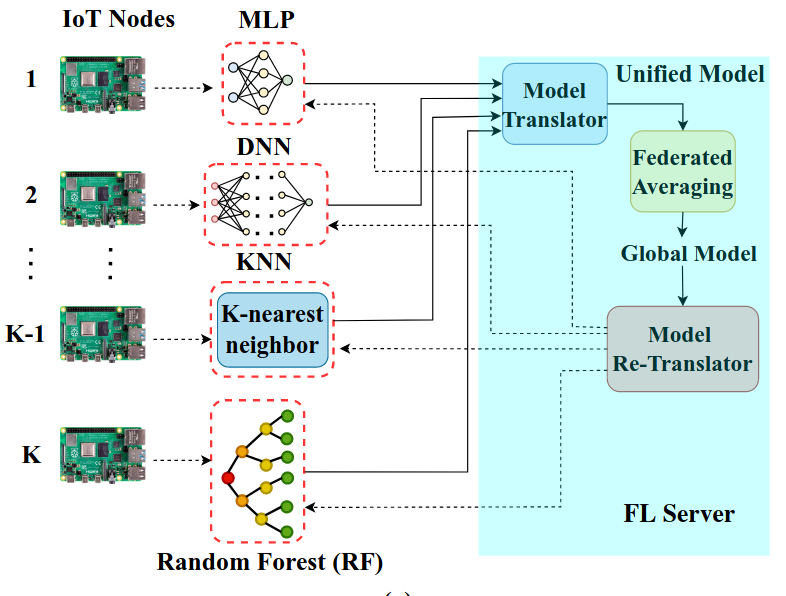 IoT Nodes
MLP
1
Model
Translator
Unified Model
DNN
Federated
Averaging
2
Global Model
KNN
K-1
K-nearest
neighbor
Model
Re-Translator
K
FL Server
Random Forest (RF)